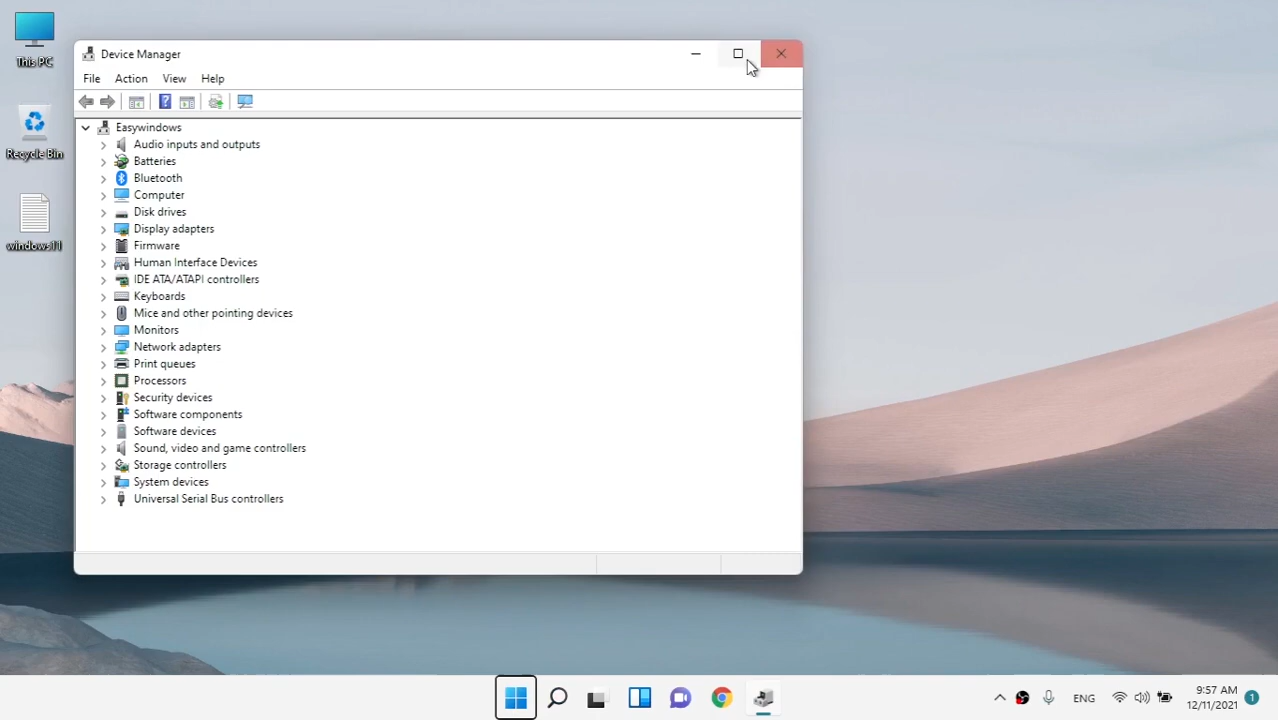 This PC
Recycle Bin
windows11
Device Manager
File Action View Help
Easywindows
Audio inputs and outputs
Batteries
Bluetooth
Computer
Disk drives
Display adapters
Firmware
Human Interface Devices
IDE ATA/ATAPI controllers
Keyboards
Mice and other pointing devices
Monitors
Network adapters
Print queues
Processors
Security devices
Software components
Software devices
Sound, video and game controllers
Storage controllers
System devices
Universal Serial Bus controllers
ENG
9:57 AM
12/11/2021
1